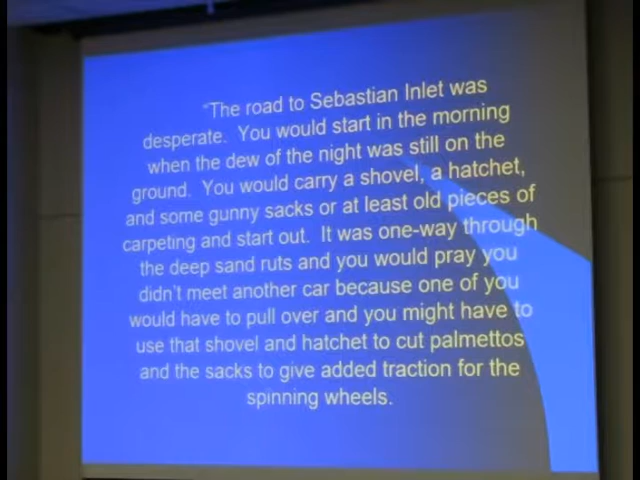 "The road to Sebastian Inlet was
desperate. You would start in the morning
when the dew of the night was still on the
ground. You would carry a shovel, a hatchet,
and some gunny sacks or at least old pieces of
carpeting and start out. It was one-way through
the deep sand ruts and you would pray you
didn't meet another car because one of you
would have to pull over and you might have to
use that shovel and hatchet to cut palmettos
and the sacks to give added traction for the
spinning wheels.